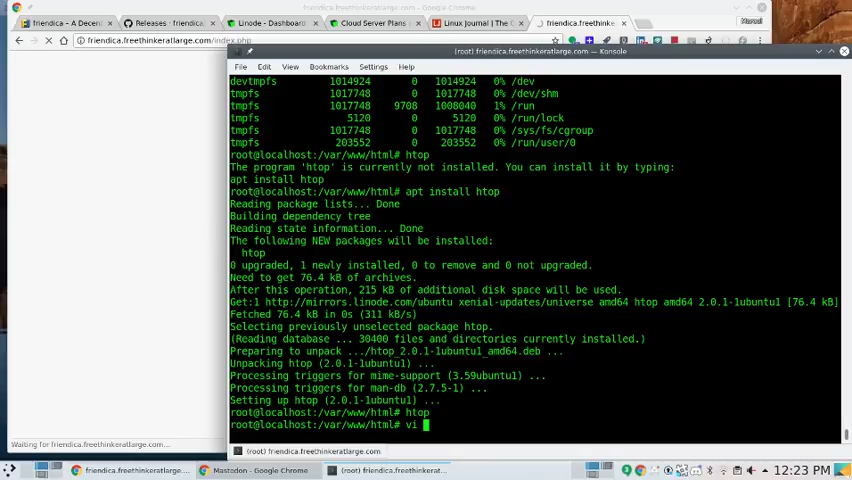 - Google Chrome
friendica – A Decen
Releases · friendica
Linode - Dashboard
Cloud Server Plans
Linux Journal | The C
friendica.freethinke
Manual
friendica.freethinkeratlarge.com/index.php
(root) friendica.freethinkeratlarge.com — Konsole
File Edit View Bookmarks Settings Help
devtmpfs 1014924 0 1014924 0% /dev
tmpfs 1017748 0 1017748 0% /dev/shm
tmpfs 1017748 9708 1008040 1% /run
tmpfs 5120 0 5120 0% /run/lock
tmpfs 1017748 0 1017748 0% /sys/fs/cgroup
tmpfs 203552 0 203552 0% /run/user/0
root@localhost:/var/www/html# htop
The program 'htop' is currently not installed. You can install it by typing:
apt install htop
root@localhost:/var/www/html# apt install htop
Reading package lists... Done
Building dependency tree
Reading state information... Done
The following NEW packages will be installed:
htop
0 upgraded, 1 newly installed, 0 to remove and 0 not upgraded.
Need to get 76.4 kB of archives.
After this operation, 215 kB of additional disk space will be used.
Get:1 http://mirrors.linode.com/ubuntu xenial-updates/universe amd64 htop amd64 2.0.1-1ubuntu1 [76.4 kB]
Fetched 76.4 kB in 0s (311 kB/s)
Selecting previously unselected package htop.
(Reading database ... 30400 files and directories currently installed.)
Preparing to unpack .../htop_2.0.1-1ubuntu1_amd64.deb ...
Unpacking htop (2.0.1-1ubuntu1) ...
Processing triggers for mime-support (3.59ubuntu1) ...
Processing triggers for man-db (2.7.5-1) ...
Setting up htop (2.0.1-1ubuntu1) ...
root@localhost:/var/www/html# htop
root@localhost:/var/www/html# vi
Waiting for friendica.freethinkeratlarge.com...
(root) friendica.freethinkeratlarge.com
friendica.freethinkeratlarge.com...
Mastodon - Google Chrome
(root) friendica.freethinkerat...
12:23 PM